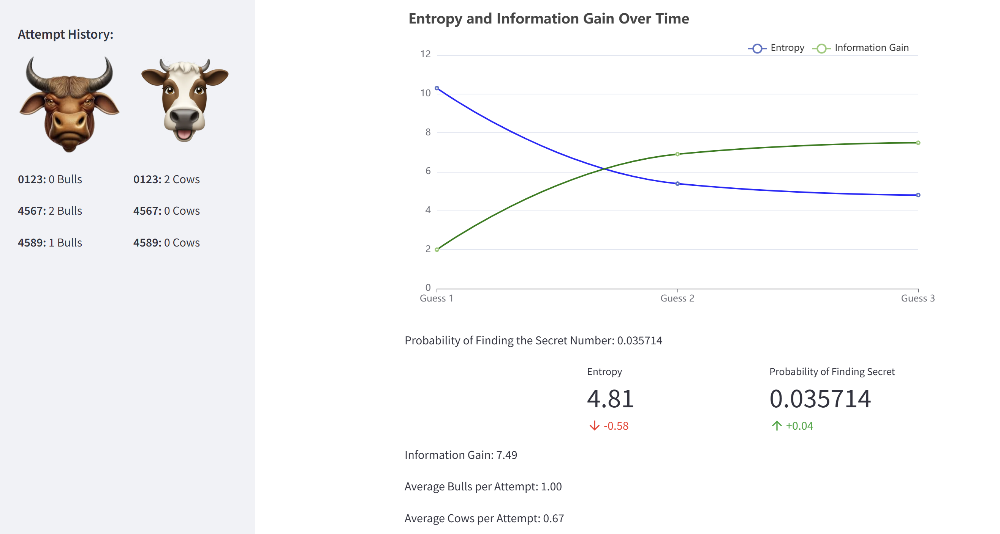 Attempt History:
0123: 0 Bulls
0123: 2 Cows
4567: 2 Bulls
4567: 0 Cows
4589: 1 Bulls
4589: 0 Cows
Entropy and Information Gain Over Time
Entropy
Information Gain
12
10
8
6
4
2
0
Guess 1
Guess 2
Guess 3
Probability of Finding the Secret Number: 0.035714
Entropy
4.81
-0.58
Probability of Finding Secret
0.035714
+0.04
Information Gain: 7.49
Average Bulls per Attempt: 1.00
Average Cows per Attempt: 0.67